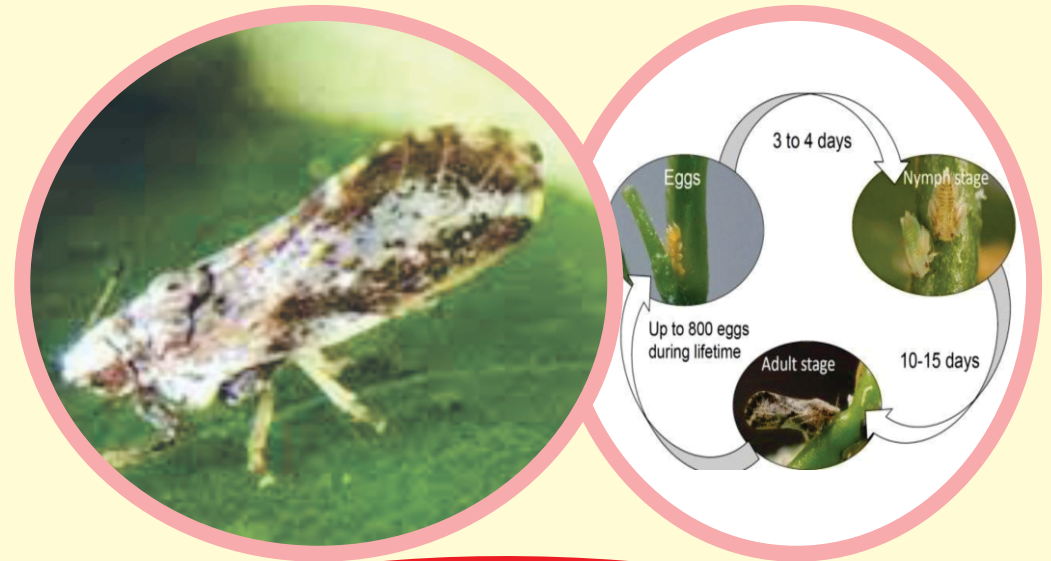 3 to 4 days
Eggs
Nymph stage
Up to 800 eggs
during lifetime
Adult stage
10-15 days